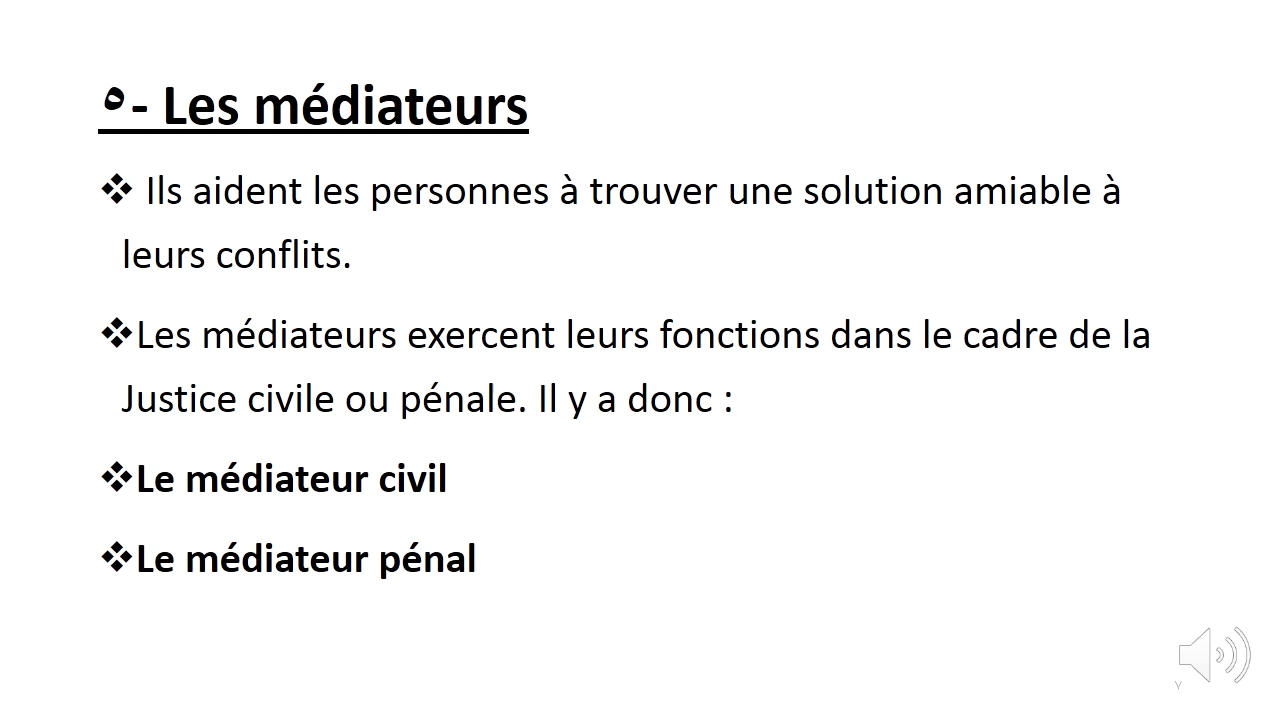 ٥- Les médiateurs
❖ Ils aident les personnes à trouver une solution amiable à
leurs conflits.
❖Les médiateurs exercent leurs fonctions dans le cadre de la
Justice civile ou pénale. Il y a donc :
❖Le médiateur civil
❖Le médiateur pénal
٧